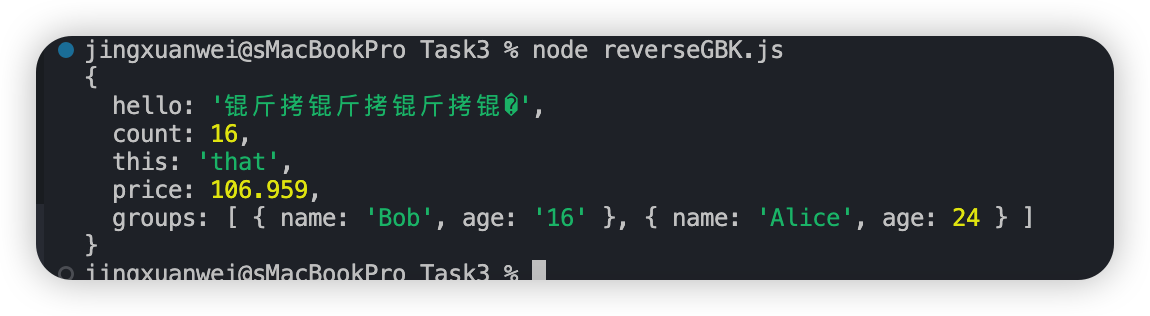 jingxuanwei@sMacBookPro Task3 % node reverseGBK.js
{
  hello: '锟斤拷锟斤拷锟斤拷锟�',
  count: 16,
  this: 'that',
  price: 106.959,
  groups: [ { name: 'Bob', age: '16' }, { name: 'Alice', age: 24 } ]
}
jingxuanwei@sMacBookPro Task3 %